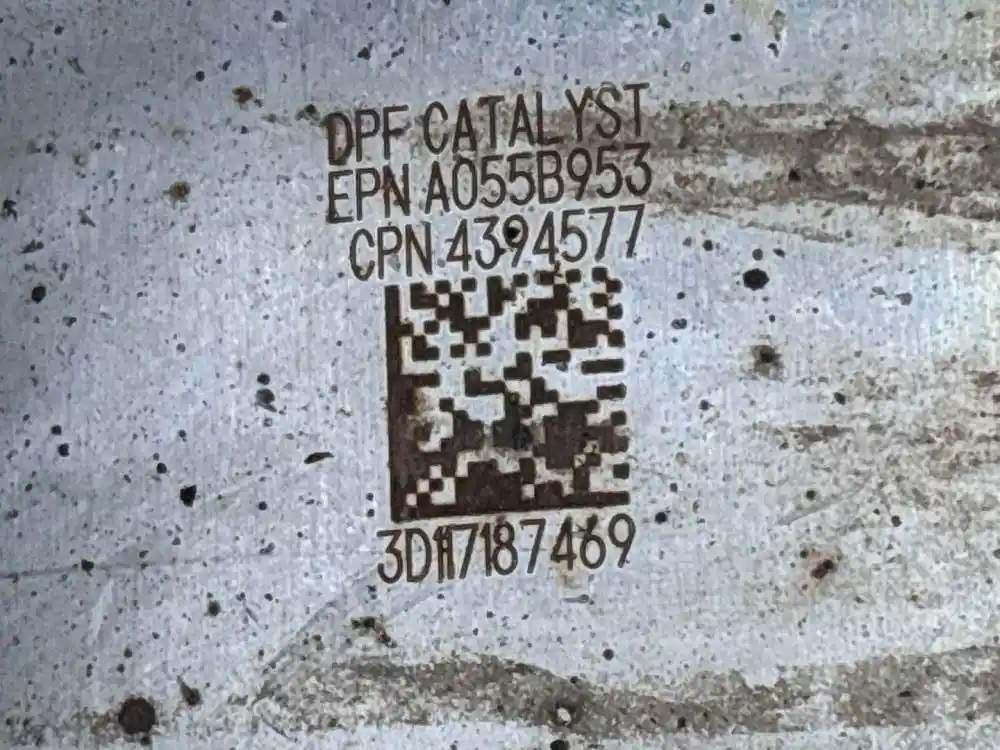 DPF CATALYST
EPN A055B953
CPN 4394577
3D117187469